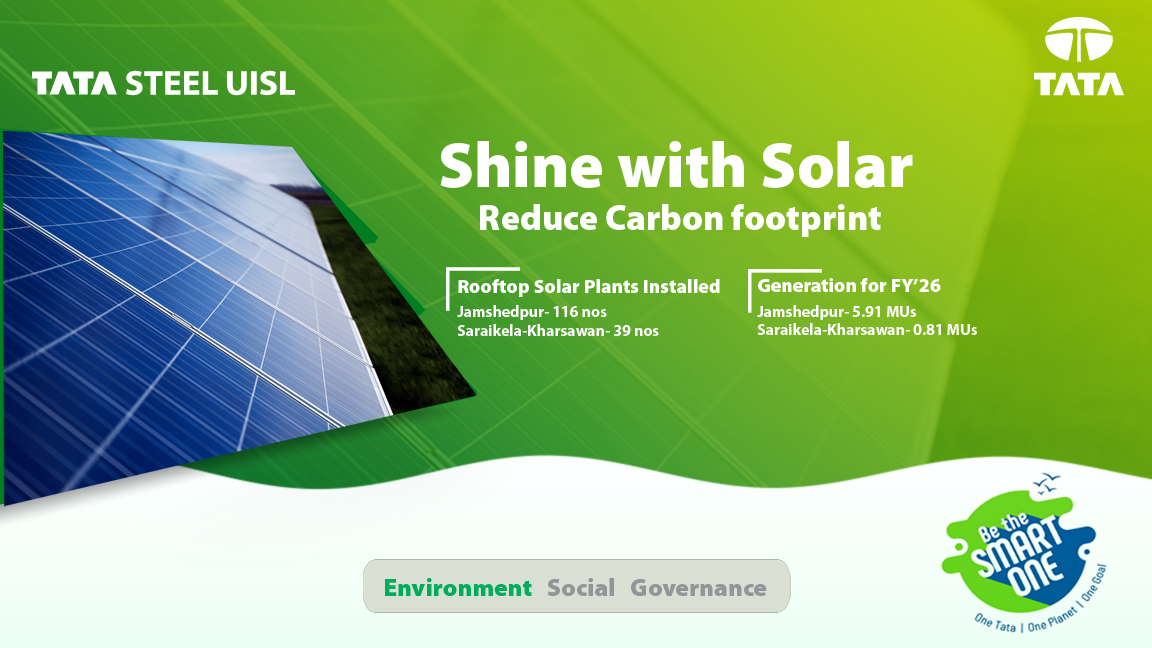 TATA STEEL UISL
TATA
Shine with Solar
Reduce Carbon footprint
Rooftop Solar Plants Installed
Jamshedpur- 116 nos
Saraikela-Kharsawan- 39 nos
Generation for FY’26
Jamshedpur- 5.91 MUs
Saraikela-Kharsawan- 0.81 MUs
Be the
SMART
ONE
One Tata | One Planet | One Goal
Environment Social Governance